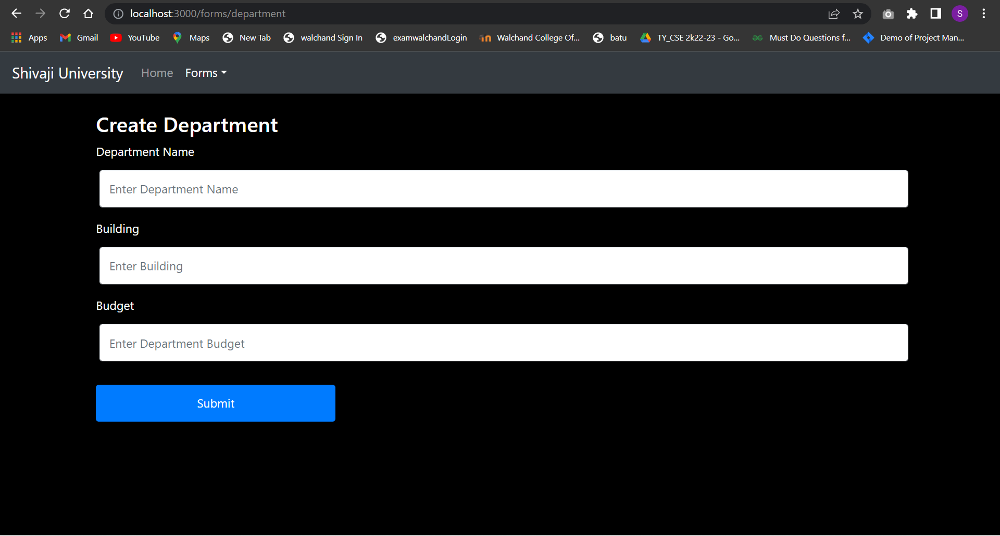 localhost:3000/forms/department
S
Apps Gmail YouTube Maps New Tab walchand Sign In examwalchandLogin Walchand College Of... batu TY_CSE 2k22-23 - Go... Must Do Questions f... Demo of Project Man...
Shivaji University Home Forms
Create Department
Department Name
Enter Department Name
Building
Enter Building
Budget
Enter Department Budget
Submit